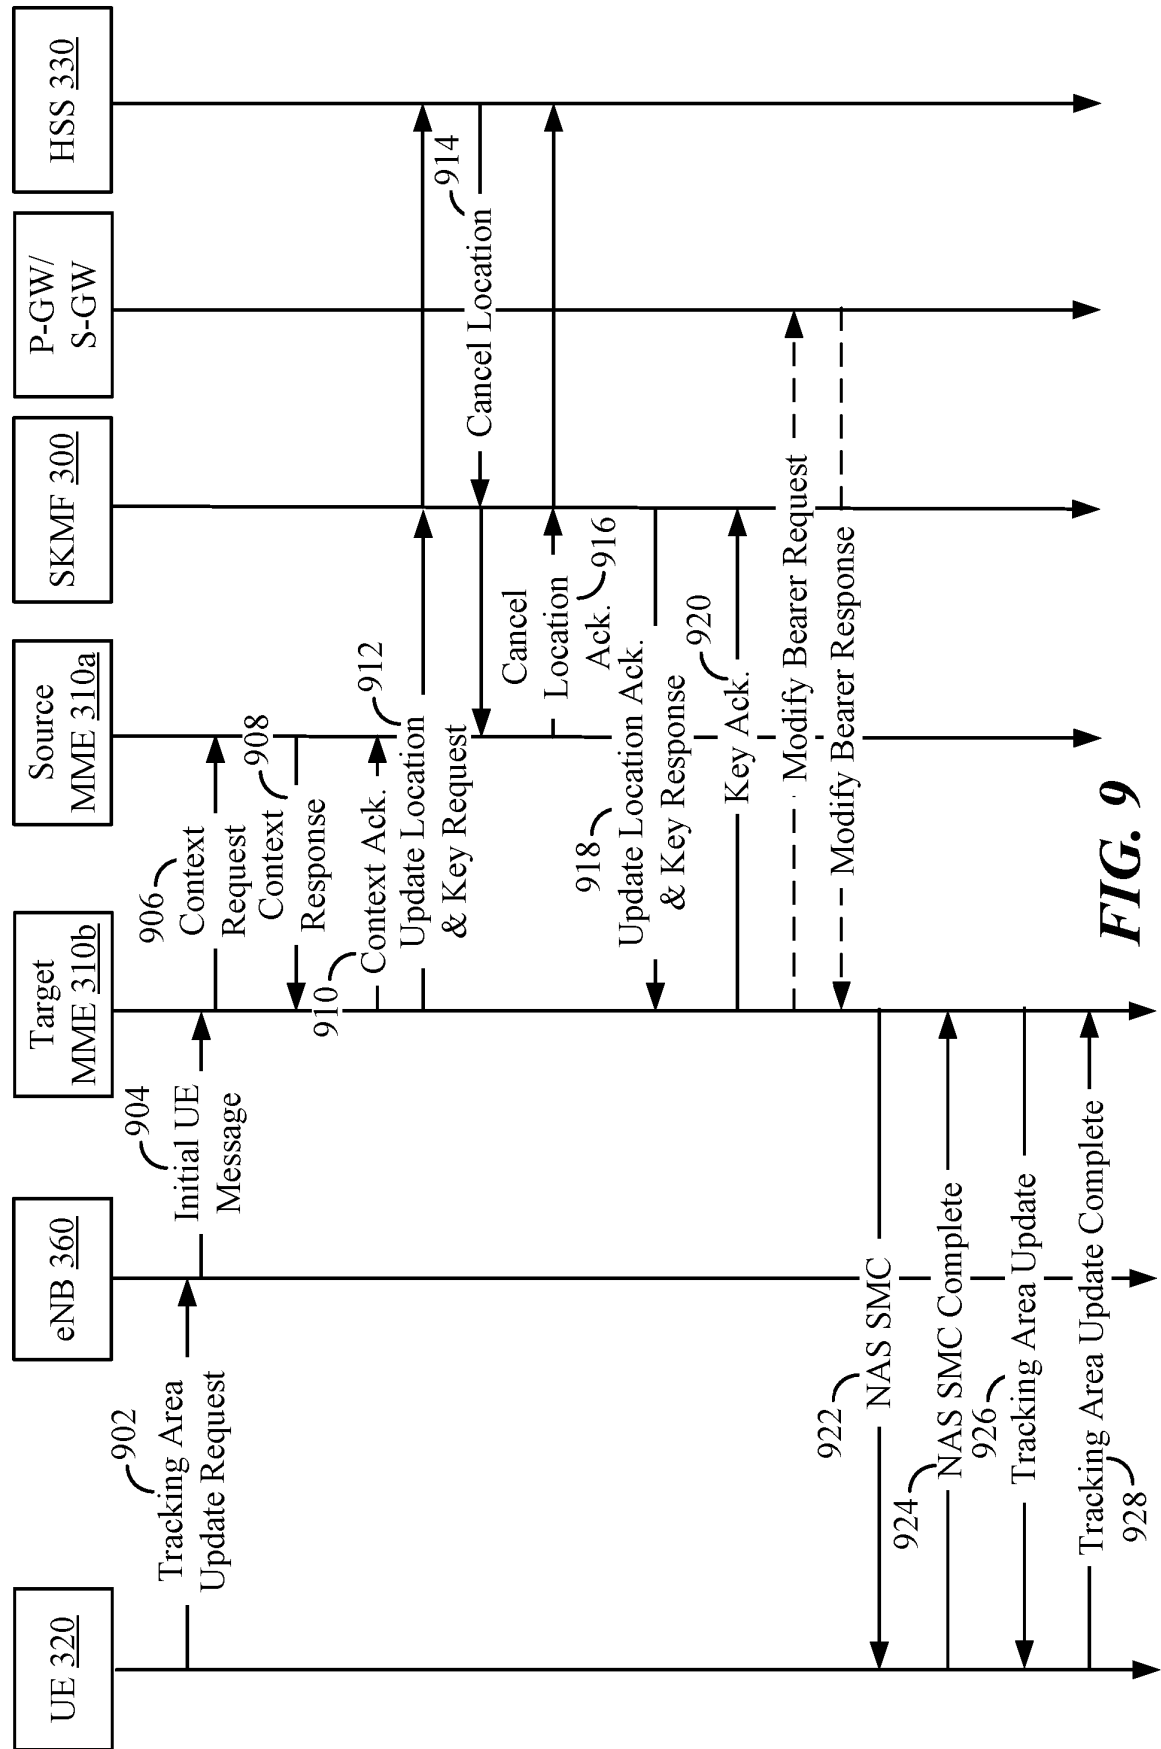 UE 320
eNB 360
Target
MME 310b
Source
MME 310a
SKMF 300
P-GW/
S-GW
HSS 330
902
Tracking Area
Update Request
904
Initial UE
Message
906
Context
Request
908
Context
Response
910
Context Ack.
912
Update Location
& Key Request
914
Cancel Location
Cancel
Location
Ack.
916
918
Update Location Ack.
& Key Response
920
Key Ack.
Modify Bearer Request
Modify Bearer Response
922
NAS SMC
924
NAS SMC Complete
926
Tracking Area Update
Tracking Area Update Complete
928
FIG. 9